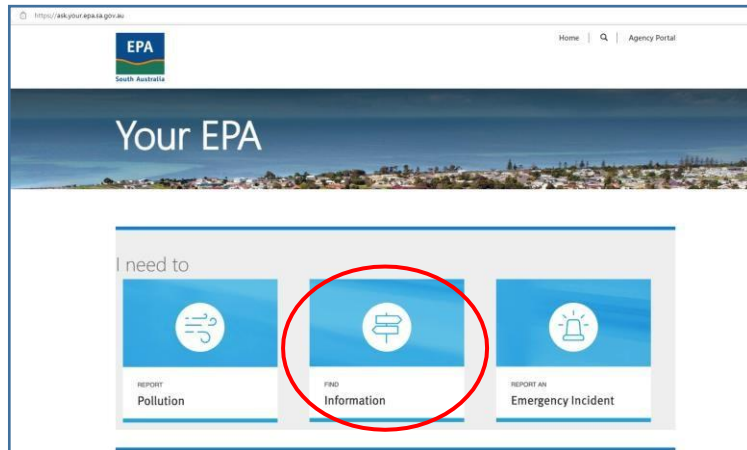 https://ask.your.epa.sa.gov.au
Home | Agency Portal
EPA
South Australia
Your EPA
I need to
REPORT
Pollution
FIND
Information
REPORT AN
Emergency Incident